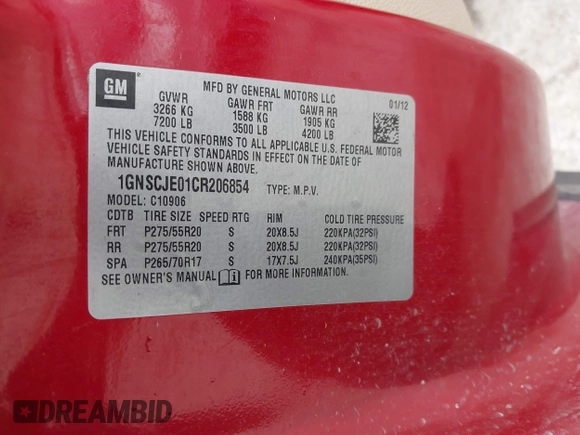 GM
MFD BY GENERAL MOTORS LLC
GVWR GAWR FRT GAWR RR 01/12
3266 KG 1588 KG 1905 KG
7200 LB 3500 LB 4200 LB
THIS VEHICLE CONFORMS TO ALL APPLICABLE U.S. FEDERAL MOTOR
VEHICLE SAFETY STANDARDS IN EFFECT ON THE DATE OF
MANUFACTURE SHOWN ABOVE.
1GNSCJE01CR206854 TYPE: M.P.V.
MODEL: C10906
CDTB TIRE SIZE SPEED RTG RIM COLD TIRE PRESSURE
FRT P275/55R20 S 20X8.5J 220KPA(32PSI)
RR P275/55R20 S 20X8.5J 220KPA(32PSI)
SPA P265/70R17 S 17X7.5J 240KPA(35PSI)
SEE OWNER'S MANUAL FOR MORE INFORMATION.
DREAMBID